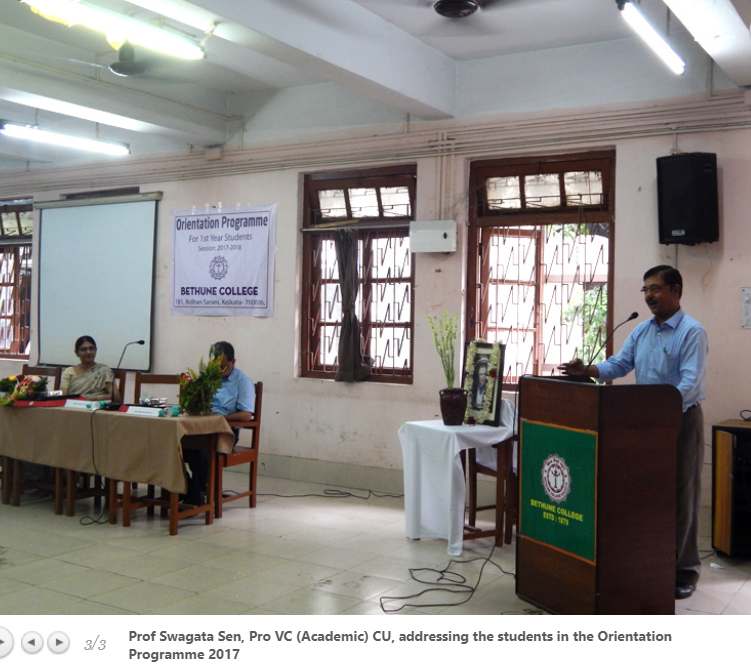 Orientation Programme
For 1st Year Students
Session: 2017-2018
BETHUNE COLLEGE
181, Bidhan Sarani, Kolkata- 700006.
BETHUNE COLLEGE
ESTD : 1879
3/3
Prof Swagata Sen, Pro VC (Academic) CU, addressing the students in the Orientation
Programme 2017